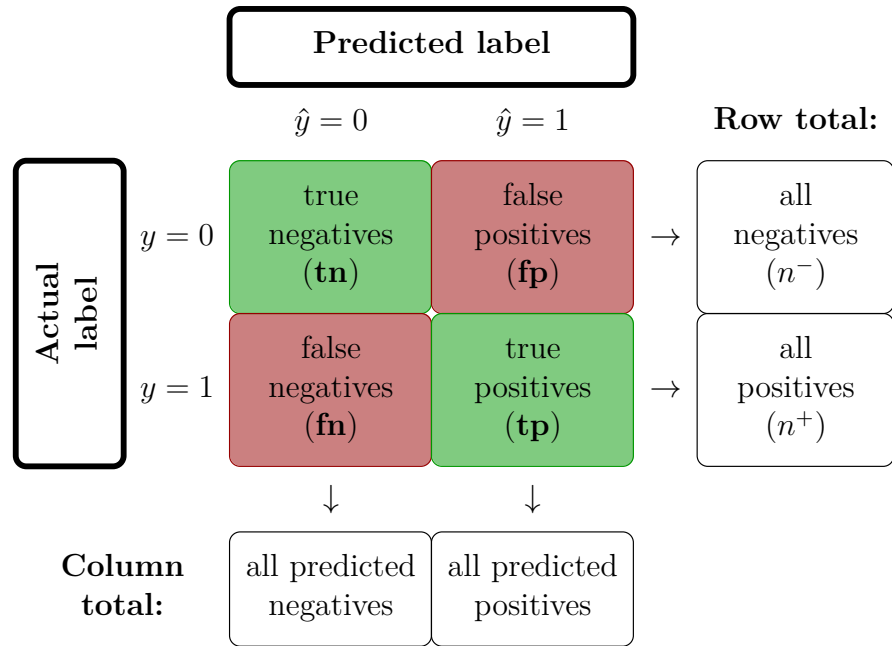 Predicted label
ŷ = 0
ŷ = 1
Row total:
Actual
label
y = 0
true
negatives
(tn)
false
positives
(fp)
→
all
negatives
(n⁻)
y = 1
false
negatives
(fn)
true
positives
(tp)
→
all
positives
(n⁺)
↓
↓
Column
total:
all predicted
negatives
all predicted
positives